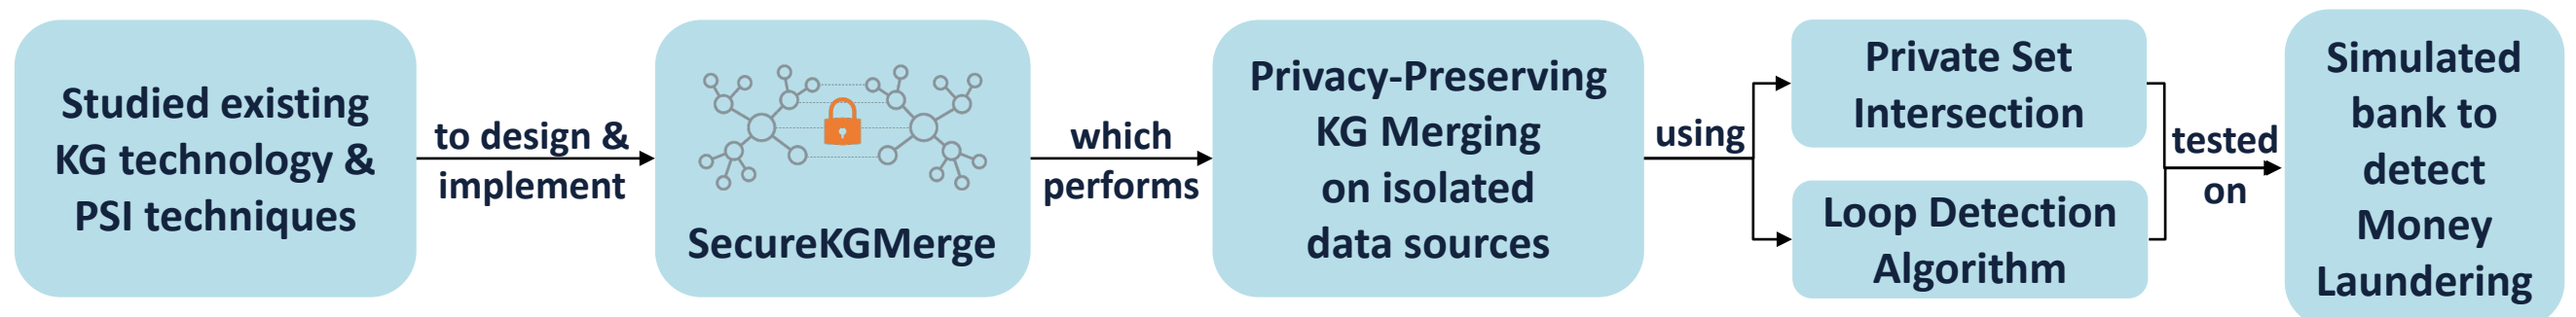 Studied existing
KG technology &
PSI techniques
to design &
implement
SecureKGMerge
which
performs
Privacy-Preserving
KG Merging
on isolated
data sources
using
Private Set
Intersection
Loop Detection
Algorithm
tested
on
Simulated
bank to
detect
Money
Laundering